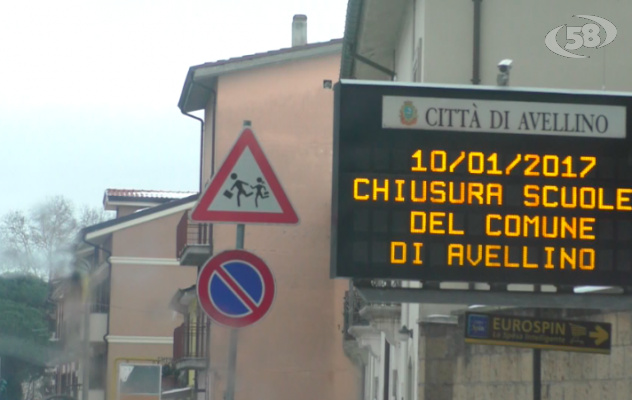 58
CITTÀ DI AVELLINO
10/01/2017
CHIUSURA SCUOLE
DEL COMUNE
DI AVELLINO
EUROSPIN